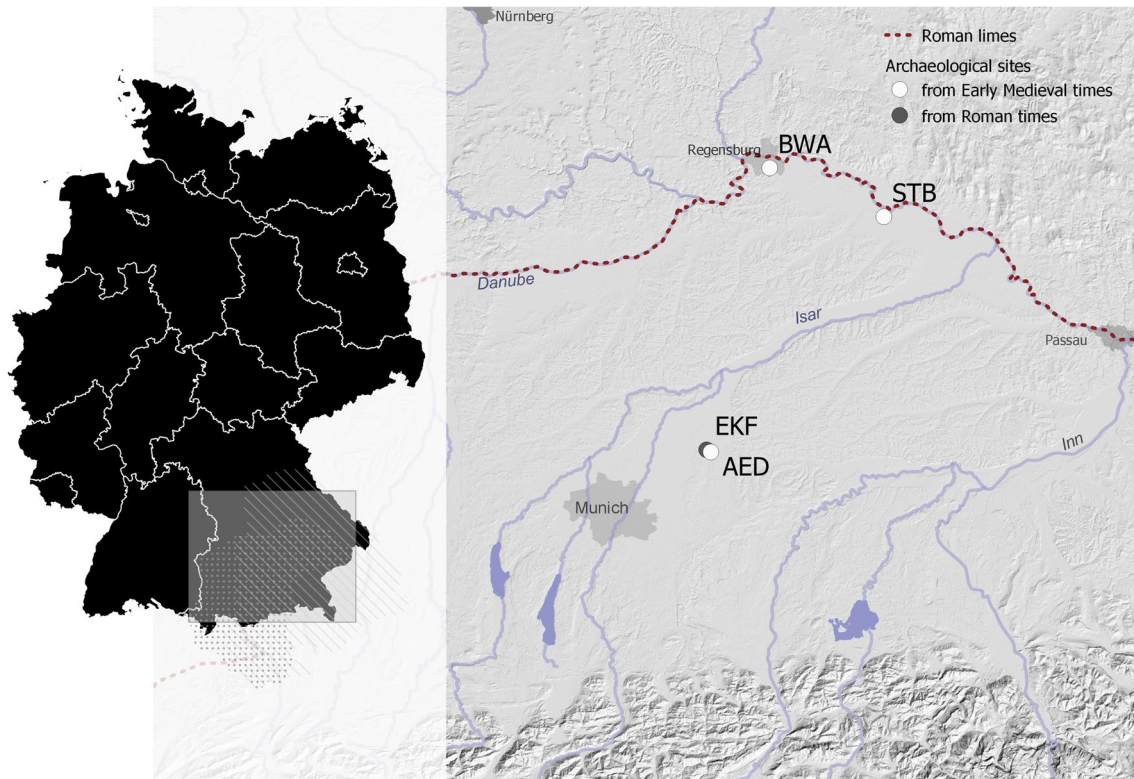 Nürnberg
Roman limes
Archaeological sites
from Early Medieval times
from Roman times
Regensburg
BWA
STB
Danube
Isar
Passau
EKF
AED
Inn
Munich